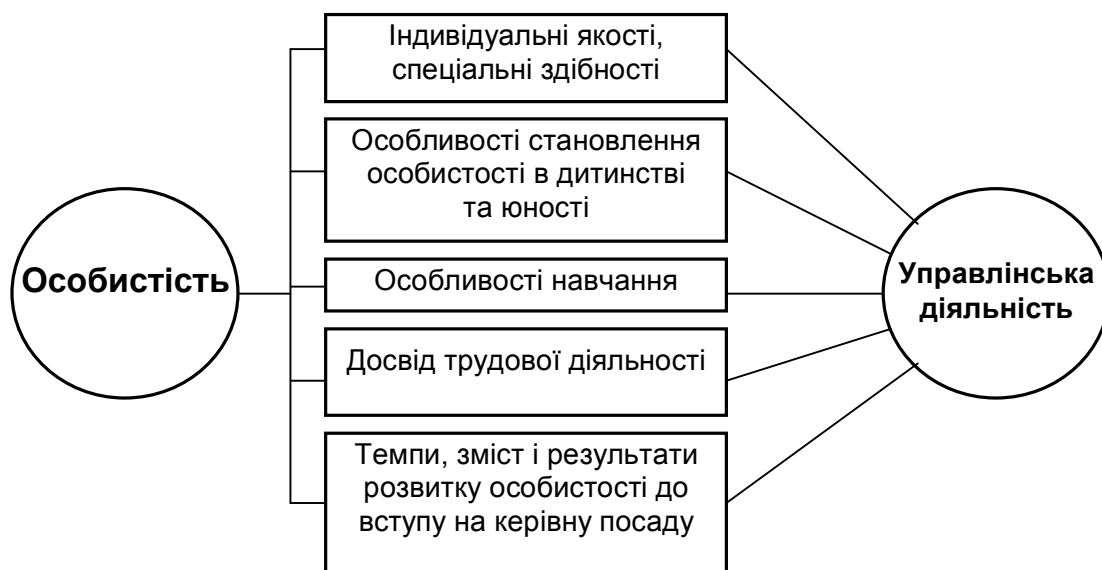 Індивідуальні якості,
спеціальні здібності
Особливості становлення
особистості в дитинстві
та юності
Особистість
Особливості навчання
Управлінська
діяльність
Досвід трудової діяльності
Темпи, зміст і результати
розвитку особистості до
вступу на керівну посаду